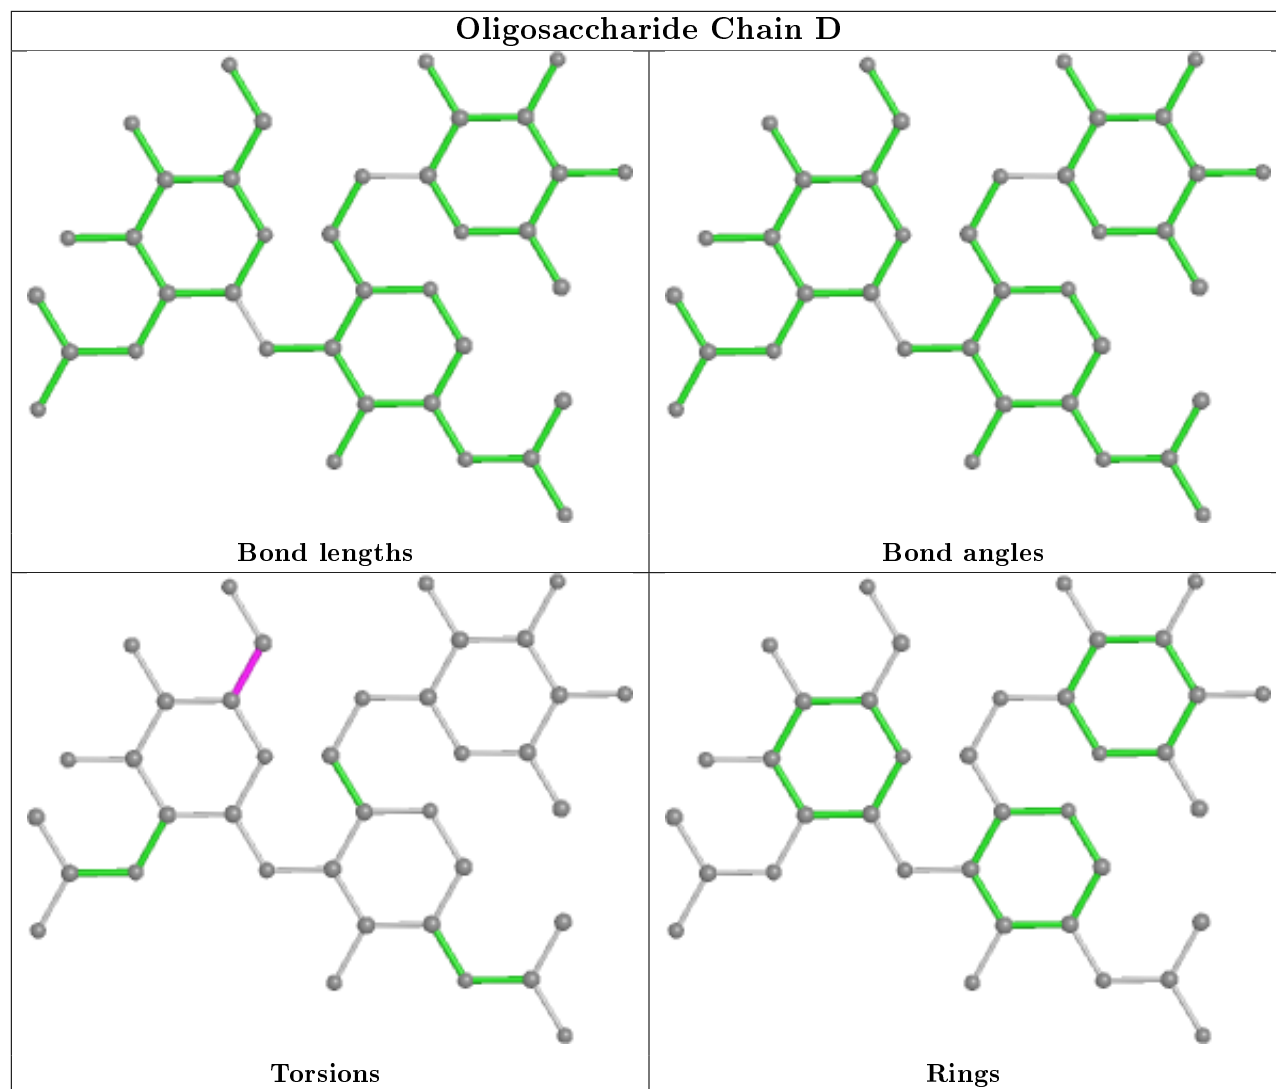 Oligosaccharide Chain D
Bond lengths
Bond angles
Torsions
Rings